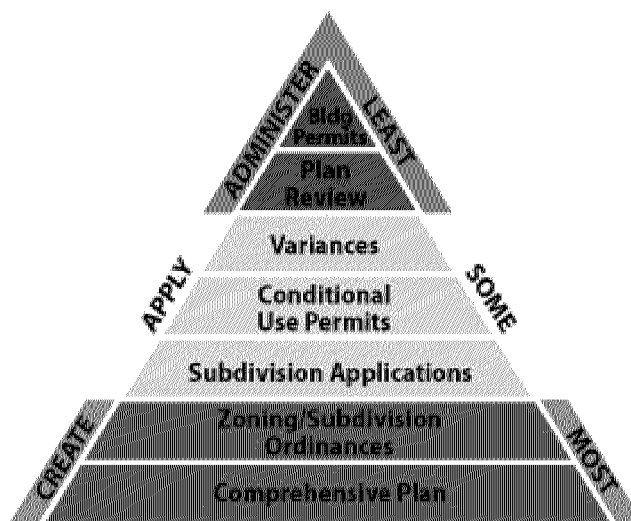 ADMINISTER
LEAST
Bldg
Permits
Plan
Review
Variances
APPLY
SOME
Conditional
Use Permits
Subdivision Applications
CREATE
MOST
Zoning/Subdivision
Ordinances
Comprehensive Plan